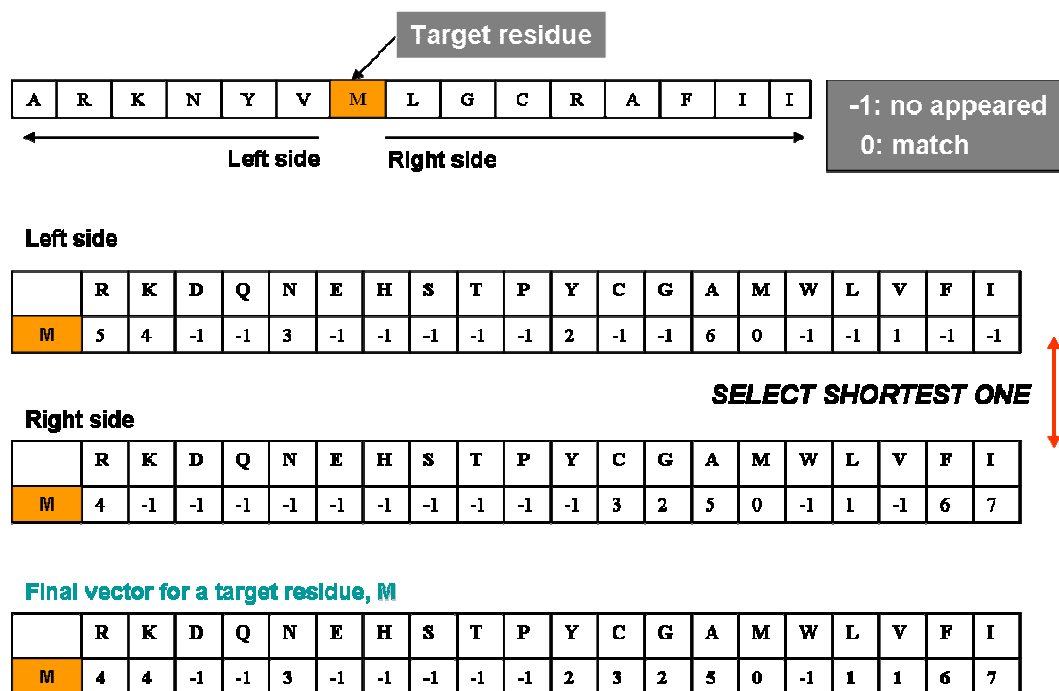 Target residue
A R K N Y V M L G C R A F I I
-1: no appeared
0: match
Left side Right side
Left side
R K D Q N E H S T P Y C G A M W L V F I
M 5 4 -1 -1 3 -1 -1 -1 -1 -1 2 -1 -1 6 0 -1 -1 1 -1 -1
SELECT SHORTEST ONE
Right side
R K D Q N E H S T P Y C G A M W L V F I
M 4 -1 -1 -1 -1 -1 -1 -1 -1 -1 -1 3 2 5 0 -1 1 -1 6 7
Final vector for a target residue, M
R K D Q N E H S T P Y C G A M W L V F I
M 4 4 -1 -1 3 -1 -1 -1 -1 -1 2 3 2 5 0 -1 1 1 6 7